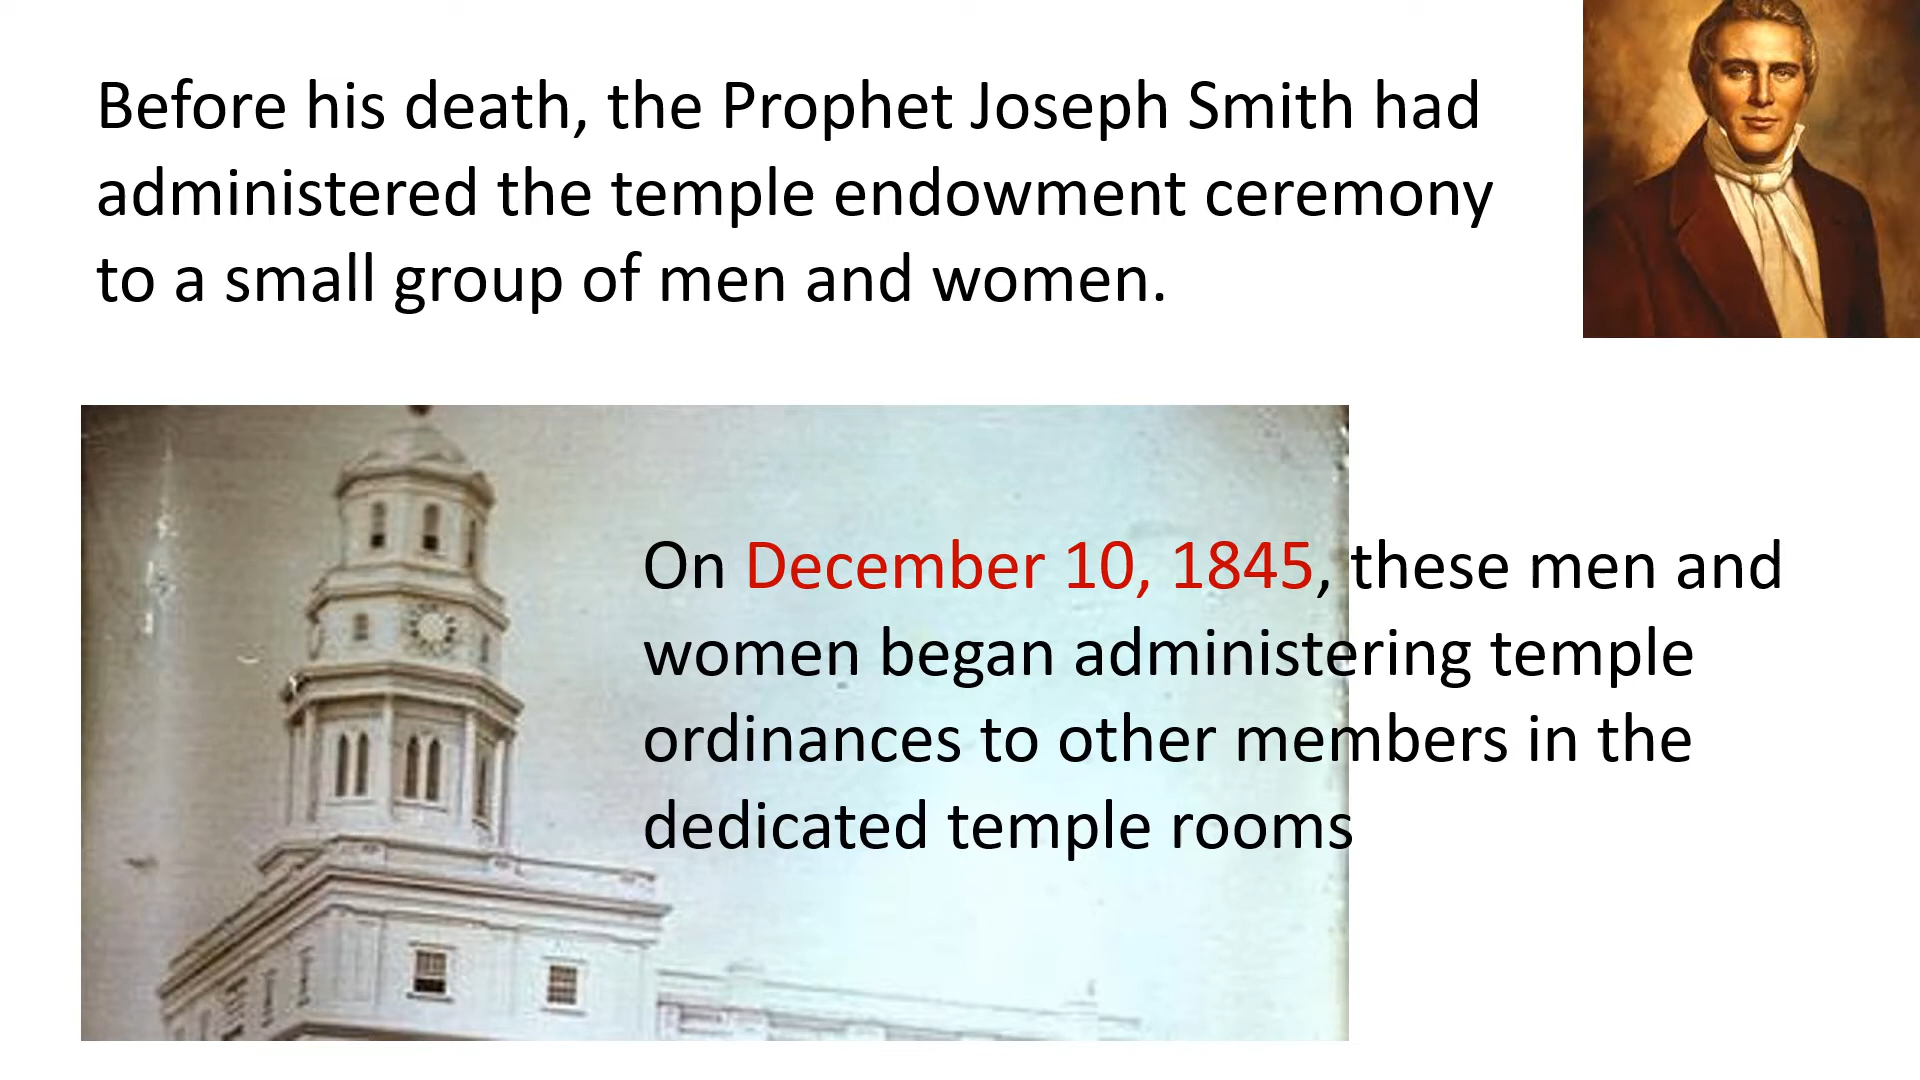 Before his death, the Prophet Joseph Smith had
administered the temple endowment ceremony
to a small group of men and women.
On December 10, 1845, these men and
women began administering temple
ordinances to other members in the
dedicated temple rooms